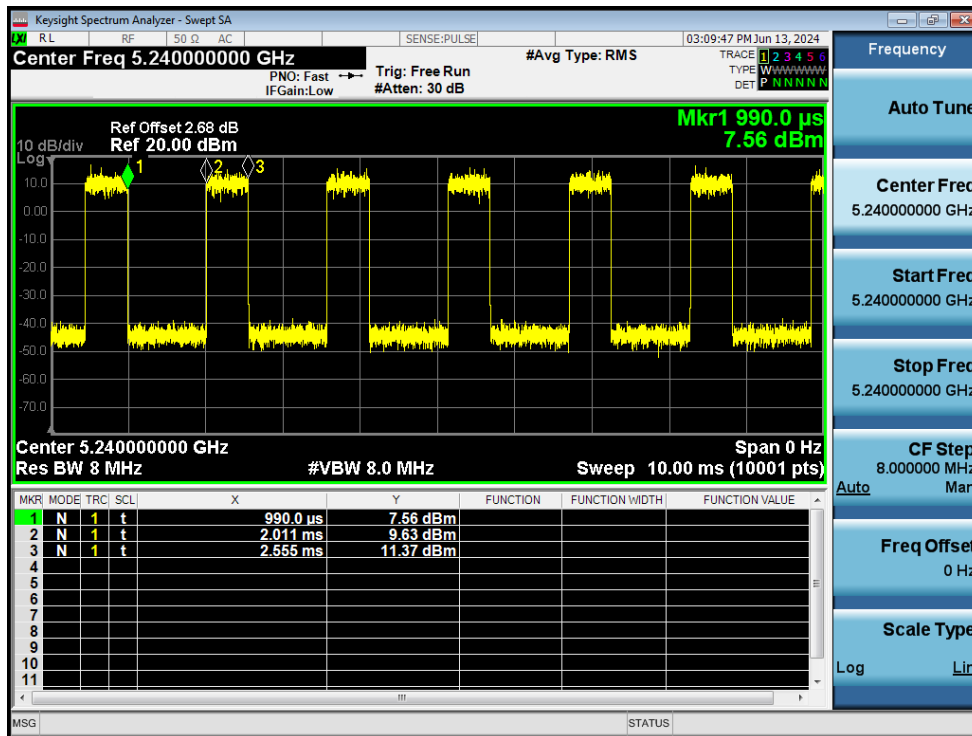 Keysight Spectrum Analyzer - Swept SA
LXI RL RF 50 Ω AC SENSE:PULSE 03:09:47 PM Jun 13, 2024
Center Freq 5.240000000 GHz #Avg Type: RMS TRACE 1 2 3 4 5 6
PNO: Fast Trig: Free Run TYPE WWWWWW
IFGain:Low #Atten: 30 dB DET P N N N N N
Mkr1 990.0 µs
Ref Offset 2.68 dB
10 dB/div Ref 20.00 dBm 7.56 dBm
Log
1 2 3
10.0
0.00
-10.0
-20.0
-30.0
-40.0
-50.0
-60.0
-70.0
Center 5.240000000 GHz Span 0 Hz
Res BW 8 MHz #VBW 8.0 MHz Sweep 10.00 ms (10001 pts)
MKR MODE TRC SCL X Y FUNCTION FUNCTION WIDTH FUNCTION VALUE
1 N 1 t 990.0 µs 7.56 dBm
2 N 1 t 2.011 ms 9.63 dBm
3 N 1 t 2.555 ms 11.37 dBm
4
5
6
7
8
9
10
11
MSG STATUS
Frequency
Auto Tune
Center Freq
5.240000000 GHz
Start Freq
5.240000000 GHz
Stop Freq
5.240000000 GHz
CF Step
8.000000 MHz
Auto Man
Freq Offset
0 Hz
Scale Type
Log Lin